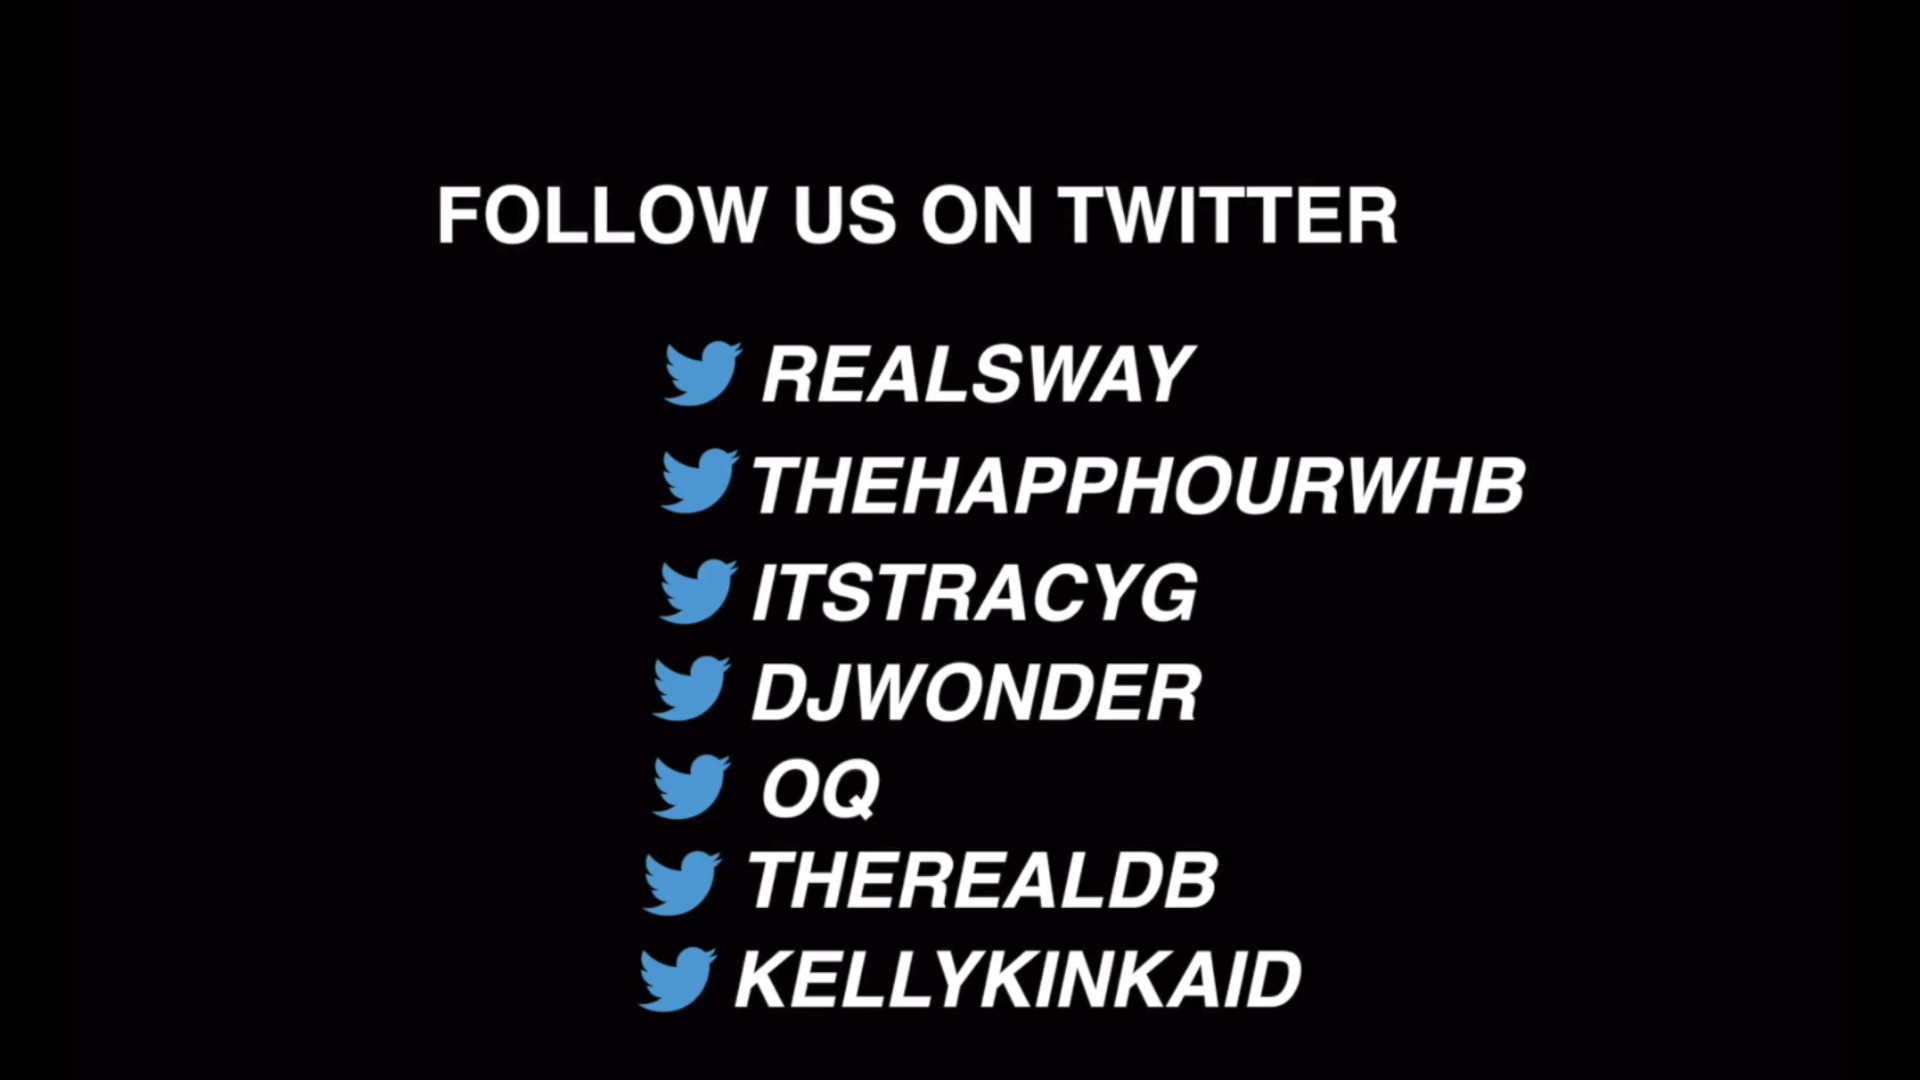 FOLLOW US ON TWITTER
REALSWAY
THEHAPPHOURWHB
ITSTRACYG
DJWONDER
OQ
THEREALDB
KELLYKINKAID